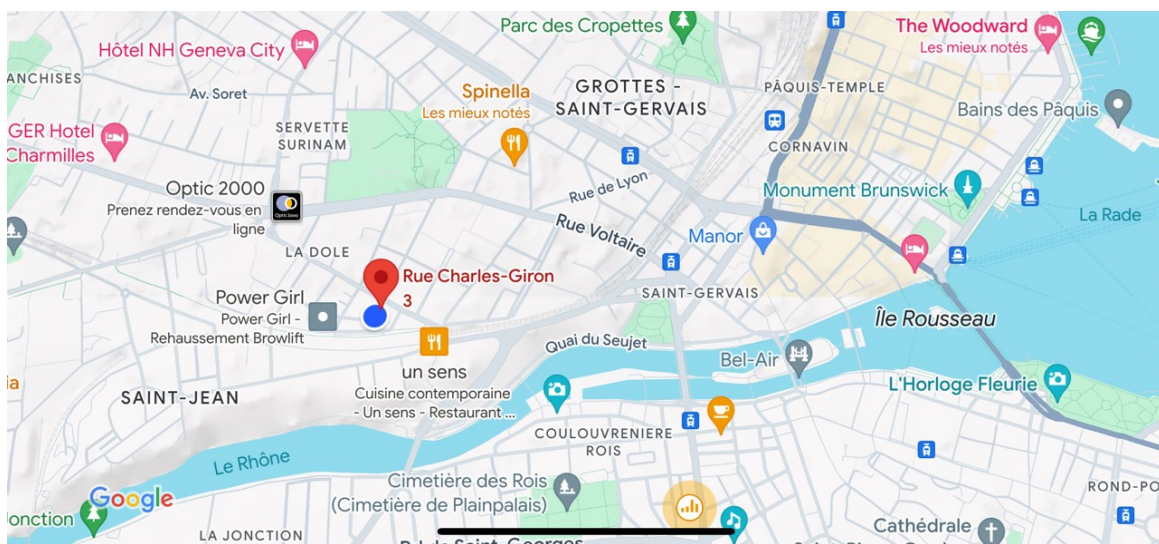 Parc des Cropettes
The Woodward
Les mieux notés
Hôtel NH Geneva City
ANCHISES
Av. Soret
Spinella
Les mieux notés
GROTTES -
SAINT-GERVAIS
PÂQUIS-TEMPLE
Bains des Pâquis
GER Hotel
Charmilles
SERVETTE
SURINAM
CORNAVIN
Optic 2000
Prenez rendez-vous en
ligne
Optic 2000
Rue de Lyon
Monument Brunswick
La Rade
Rue Voltaire
Manor
LA DOLE
Rue Charles-Giron
3
SAINT-GERVAIS
Power Girl
Power Girl -
Rehaussement Browlift
Île Rousseau
Quai du Seujet
Bel-Air
un sens
Cuisine contemporaine
- Un sens - Restaurant ...
ia
SAINT-JEAN
L'Horloge Fleurie
COULOUVRENIERE
ROIS
Le Rhône
Cimetière des Rois
(Cimetière de Plainpalais)
Google
onction
ROND-PO
LA JONCTION
Cathédrale